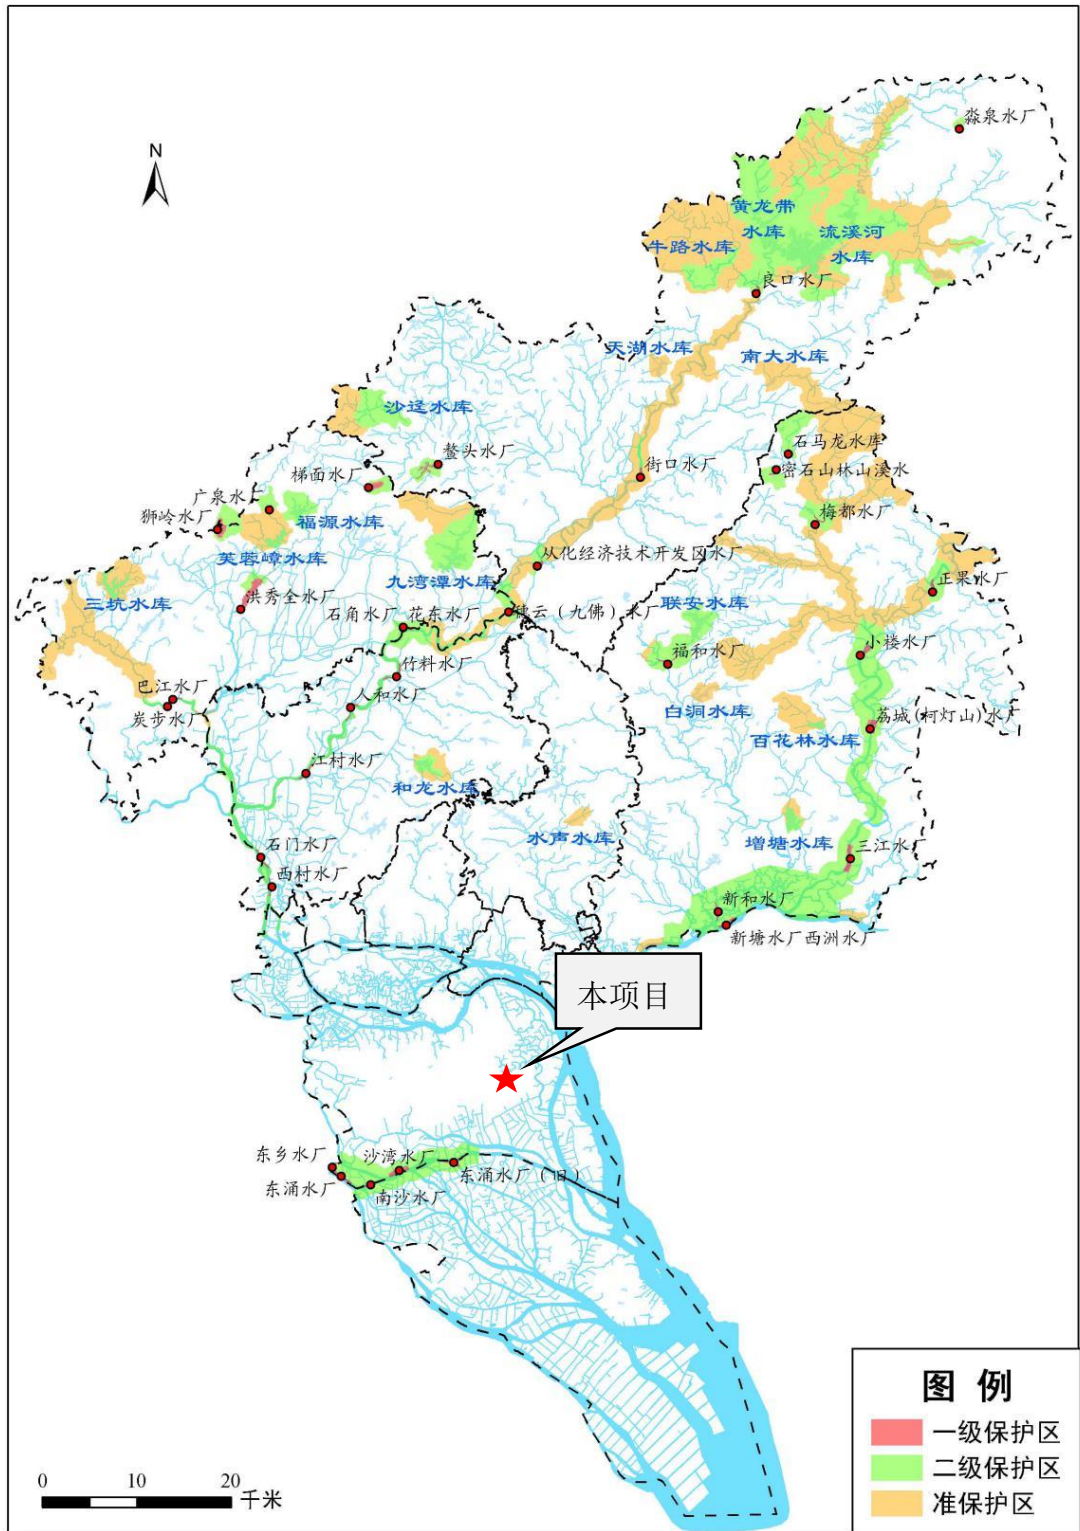 N
淼泉水厂
黄龙带
水库
流溪河
水库
牛路水库
良口水厂
天湖水库
南大水库
沙迳水库
石马龙水库
鳌头水厂
街口水厂
密石山林山溪水
梯面水厂
广泉水厂
狮岭水厂
福源水库
梅都水厂
芙蓉嶂水库
从化经济技术开发区水厂
九湾潭水库
正果水厂
三坑水库
洪秀全水厂
联安水库
石角水厂
花东水厂
穗云（九佛）水厂
小楼水厂
福和水厂
竹料水厂
巴江水厂
人和水厂
白洞水库
炭步水厂
荔城(柯灯山)水厂
百花林水库
江村水厂
和龙水库
水声水库
增塘水库
石门水厂
三江水厂
西村水厂
新和水厂
新塘水厂西洲水厂
本项目
东乡水厂
沙湾水厂
东涌水厂（旧）
东涌水厂
南沙水厂
图 例
一级保护区
二级保护区
准保护区
0 10 20
千米